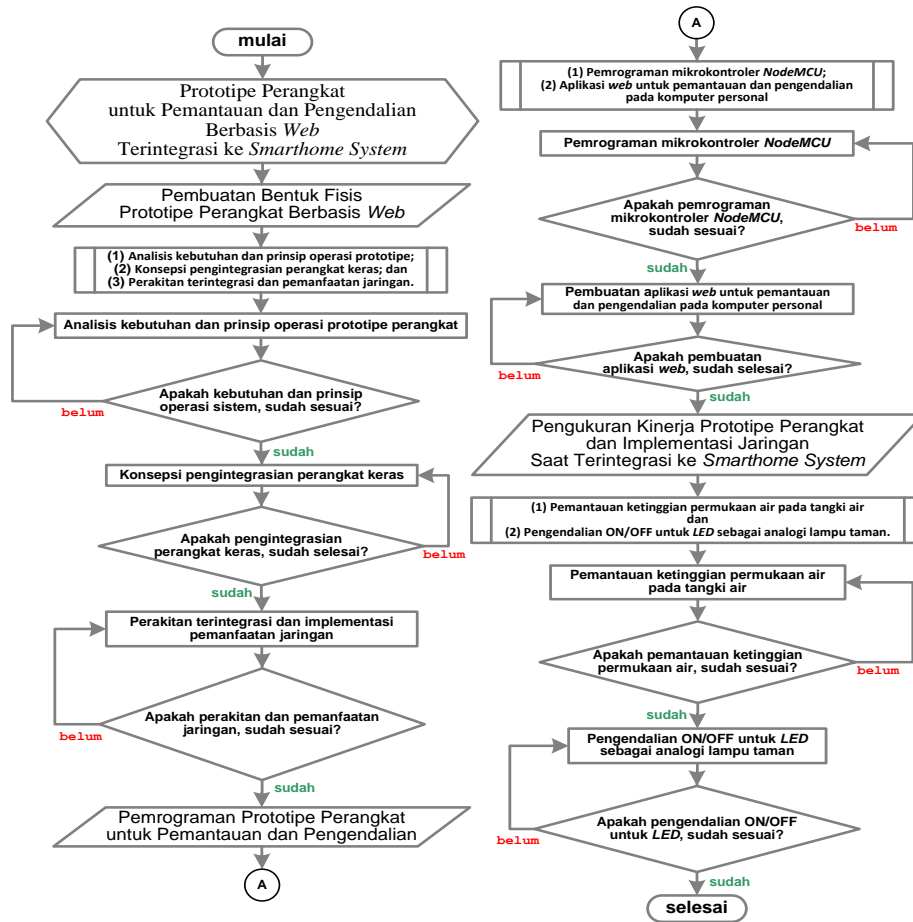 mulai
Prototipe Perangkat
untuk Pemantauan dan Pengendalian
Berbasis Web
Terintegrasi ke Smarthome System
Pembuatan Bentuk Fisis
Prototipe Perangkat Berbasis Web
(1) Analisis kebutuhan dan prinsip operasi prototipe;
(2) Konsepsi pengintegrasian perangkat keras; dan
(3) Perakitan terintegrasi dan pemanfaatan jaringan.
Analisis kebutuhan dan prinsip operasi prototipe perangkat
Apakah kebutuhan dan prinsip
operasi sistem, sudah sesuai?
belum
sudah
Konsepsi pengintegrasian perangkat keras
Apakah pengintegrasian
perangkat keras, sudah selesai?
belum
sudah
Perakitan terintegrasi dan implementasi
pemanfaatan jaringan
Apakah perakitan dan pemanfaatan
jaringan, sudah sesuai?
belum
sudah
Pemrograman Prototipe Perangkat
untuk Pemantauan dan Pengendalian
A
A
(1) Pemrograman mikrokontroler NodeMCU;
(2) Aplikasi web untuk pemantauan dan pengendalian
pada komputer personal
Pemrograman mikrokontroler NodeMCU
Apakah pemrograman
mikrokontroler NodeMCU,
sudah sesuai?
belum
sudah
Pembuatan aplikasi web untuk pemantauan
dan pengendalian pada komputer personal
Apakah pembuatan
aplikasi web, sudah selesai?
belum
sudah
Pengukuran Kinerja Prototipe Perangkat
dan Implementasi Jaringan
Saat Terintegrasi ke Smarthome System
(1) Pemantauan ketinggian permukaan air pada tangki air
dan
(2) Pengendalian ON/OFF untuk LED sebagai analogi lampu taman.
Pemantauan ketinggian permukaan air
pada tangki air
Apakah pemantauan ketinggian
permukaan air, sudah sesuai?
belum
sudah
Pengendalian ON/OFF untuk LED
sebagai analogi lampu taman
Apakah pengendalian ON/OFF
untuk LED, sudah sesuai?
belum
sudah
selesai